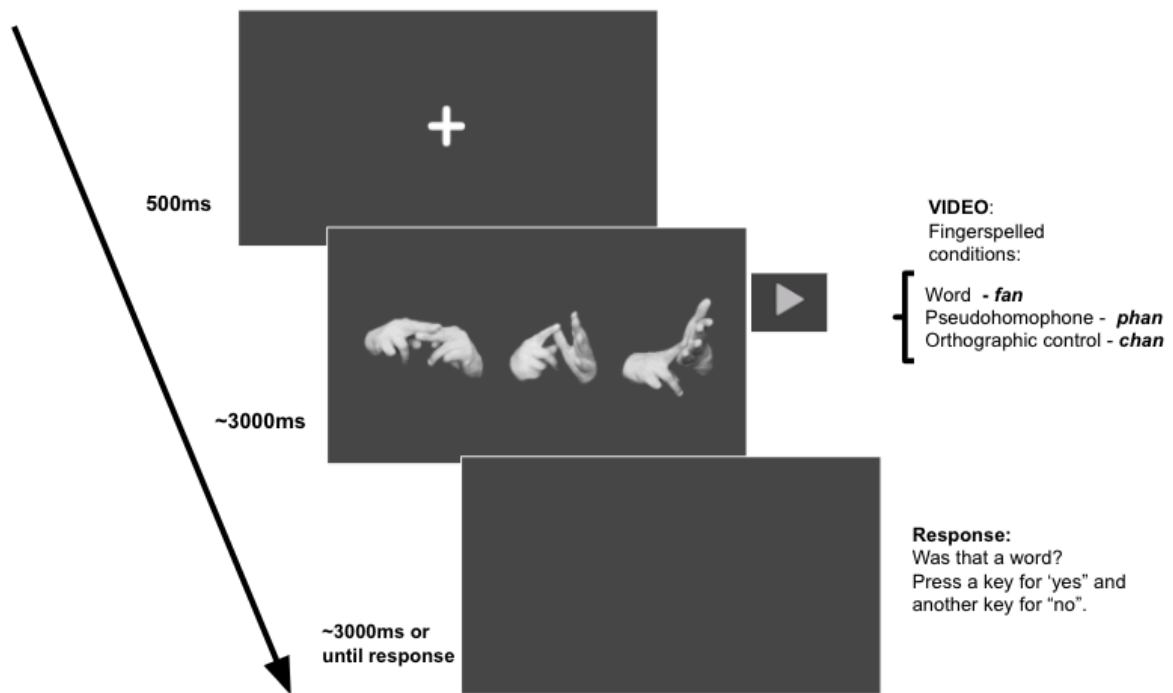 500ms
VIDEO:
Fingerspelled
conditions:
Word - fan
Pseudohomophone - phan
Orthographic control - chan
~3000ms
Response:
Was that a word?
Press a key for ‘yes” and
another key for “no”.
~3000ms or
until response